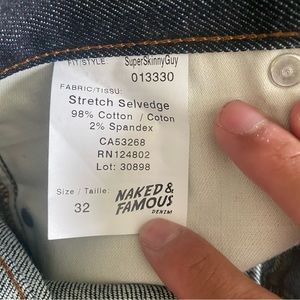 FIT/STYLE: SuperSkinnyGuy
013330
FABRIC/TISSU:
Stretch Selvedge
98% Cotton / Coton
2% Spandex
CA53268
RN124802
Lot: 30898
Size / Taille:
32
NAKED &
FAMOUS
DENIM